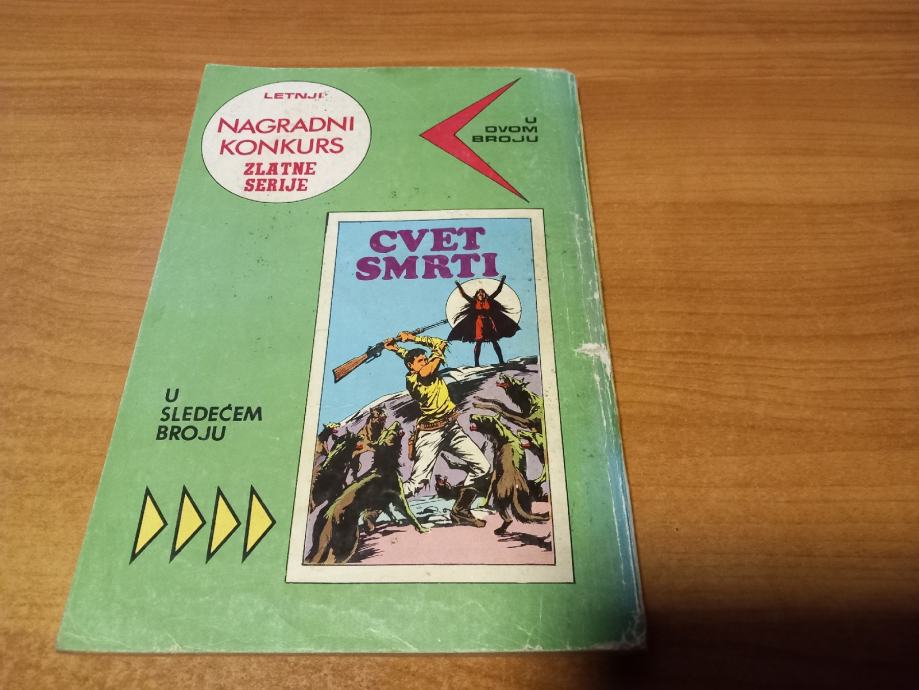 LETNJI
NAGRADNI
KONKURS
ZLATNE
SERIJE
U
OVOM
BROJU
CVET
SMRTI
U
SLEDEĆEM
BROJU